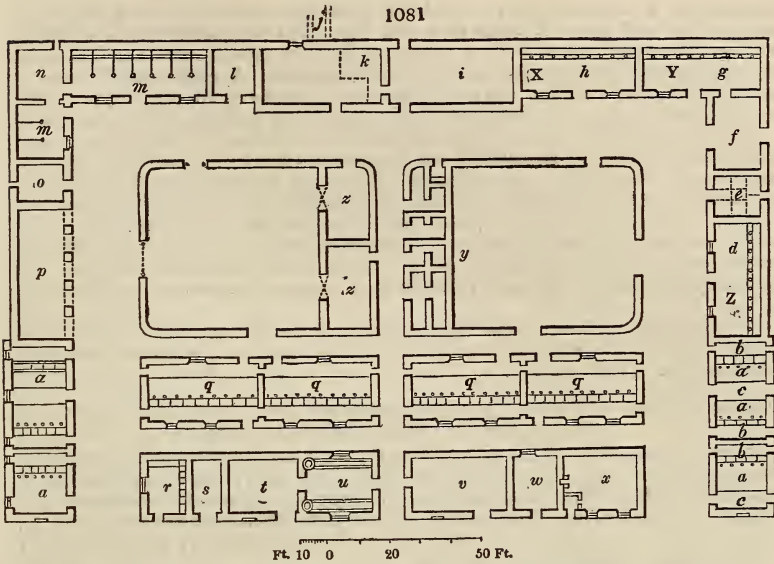 1081
j
n m l k i X h Y g
m f
o e
z
d
p y
z Z
b
a a
q q q q c
a
b
b
r s t u v w x a
a c
Ft. 10 0 20 50 Ft.